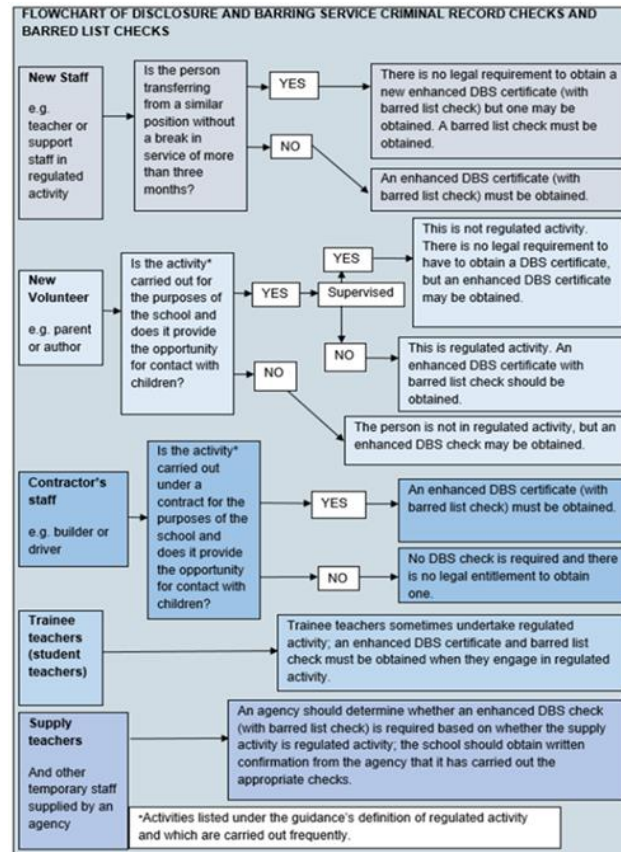 FLOWCHART OF DISCLOSURE AND BARRING SERVICE CRIMINAL RECORD CHECKS AND
BARRED LIST CHECKS
New Staff
e.g.
teacher or
support
staff in
regulated
activity
Is the person
transferring
from a similar
position without
a break in
service of more
than three
months?
YES
There is no legal requirement to obtain a
new enhanced DBS certificate (with
barred list check) but one may be
obtained. A barred list check must be
obtained.
NO
An enhanced DBS certificate (with
barred list check) must be obtained.
New
Volunteer
e.g. parent
or author
Is the activity*
carried out for
the purposes of
the school and
does it provide
the opportunity
for contact with
children?
YES
Supervised
YES
This is not regulated activity.
There is no legal requirement to
have to obtain a DBS certificate,
but an enhanced DBS certificate
may be obtained.
NO
This is regulated activity. An
enhanced DBS certificate with
barred list check should be
obtained.
NO
The person is not in regulated activity, but an
enhanced DBS check may be obtained.
Contractor's
staff
e.g. builder or
driver
Is the activity*
carried out
under a
contract for the
purposes of the
school and
does it provide
the opportunity
for contact with
children?
YES
An enhanced DBS certificate (with
barred list check) must be obtained.
NO
No DBS check is required and there
is no legal entitlement to obtain
one.
Trainee
teachers
(student
teachers)
Trainee teachers sometimes undertake regulated
activity; an enhanced DBS certificate and barred list
check must be obtained when they engage in regulated
activity.
Supply
teachers
And other
temporary staff
supplied by an
agency
An agency should determine whether an enhanced DBS check
(with barred list check) is required based on whether the supply
activity is regulated activity; the school should obtain written
confirmation from the agency that it has carried out the
appropriate checks.
*Activities listed under the guidance's definition of regulated activity
and which are carried out frequently.